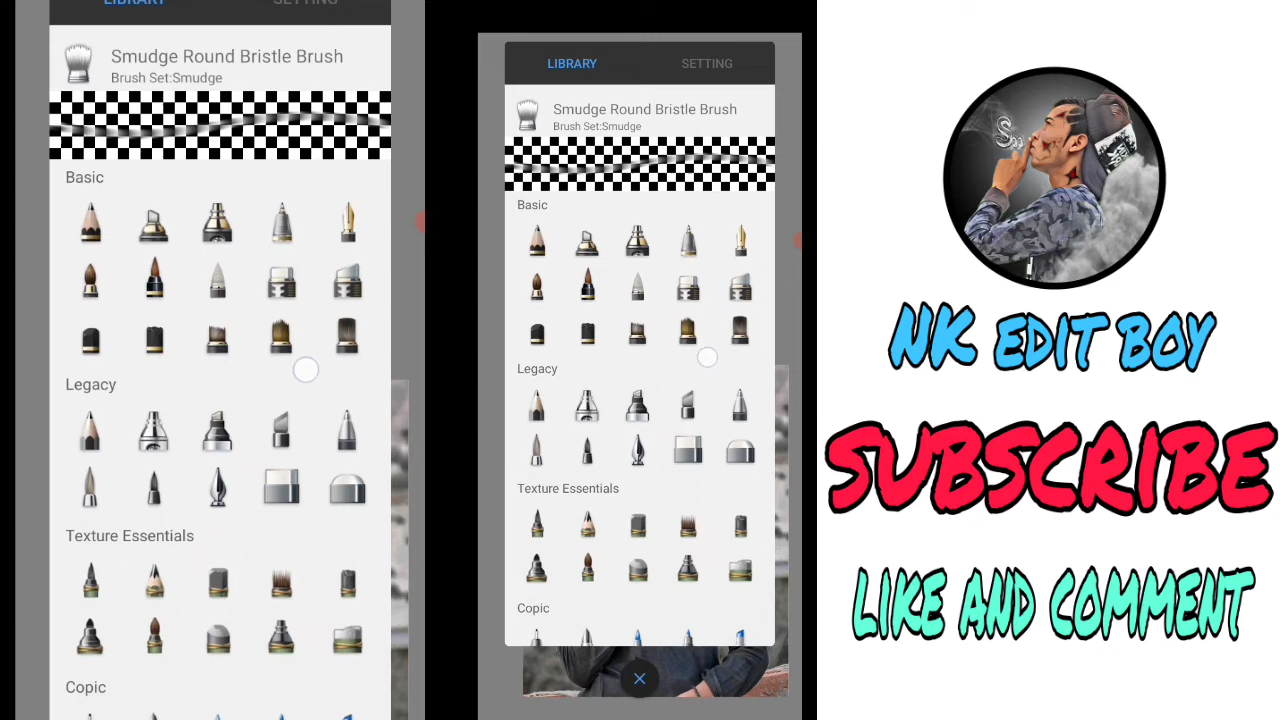 LIBRARY SETTING
Smudge Round Bristle Brush
Brush Set:Smudge
Basic
Legacy
Texture Essentials
Copic
LIBRARY SETTING
Smudge Round Bristle Brush
Brush Set:Smudge
Basic
Legacy
Texture Essentials
Copic
NK EDIT BOY
SUBSCRIBE
LIKE AND COMMENT